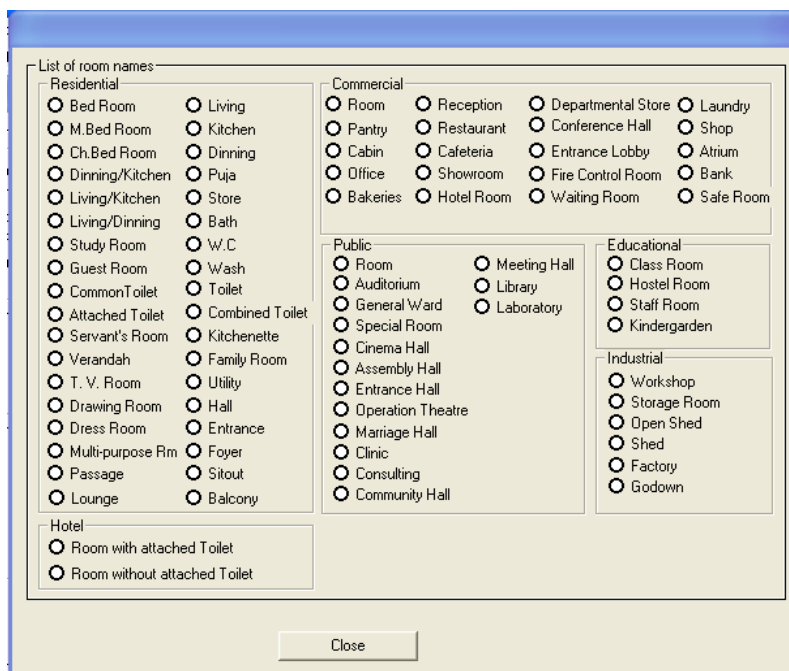 List of room names
Residential
Bed Room
M.Bed Room
Ch.Bed Room
Dinning/Kitchen
Living/Kitchen
Living/Dinning
Study Room
Guest Room
CommonToilet
Attached Toilet
Servant's Room
Verandah
T. V. Room
Drawing Room
Dress Room
Multi-purpose Rm
Passage
Lounge
Living
Kitchen
Dinning
Puja
Store
Bath
W.C
Wash
Toilet
Combined Toilet
Kitchenette
Family Room
Utility
Hall
Entrance
Foyer
Sitout
Balcony
Commercial
Room
Pantry
Cabin
Office
Bakeries
Reception
Restaurant
Cafeteria
Showroom
Hotel Room
Departmental Store
Conference Hall
Entrance Lobby
Fire Control Room
Waiting Room
Laundry
Shop
Atrium
Bank
Safe Room
Public
Room
Auditorium
General Ward
Special Room
Cinema Hall
Assembly Hall
Entrance Hall
Operation Theatre
Marriage Hall
Clinic
Consulting
Community Hall
Meeting Hall
Library
Laboratory
Educational
Class Room
Hostel Room
Staff Room
Kindergarden
Industrial
Workshop
Storage Room
Open Shed
Shed
Factory
Godown
Hotel
Room with attached Toilet
Room without attached Toilet
Close